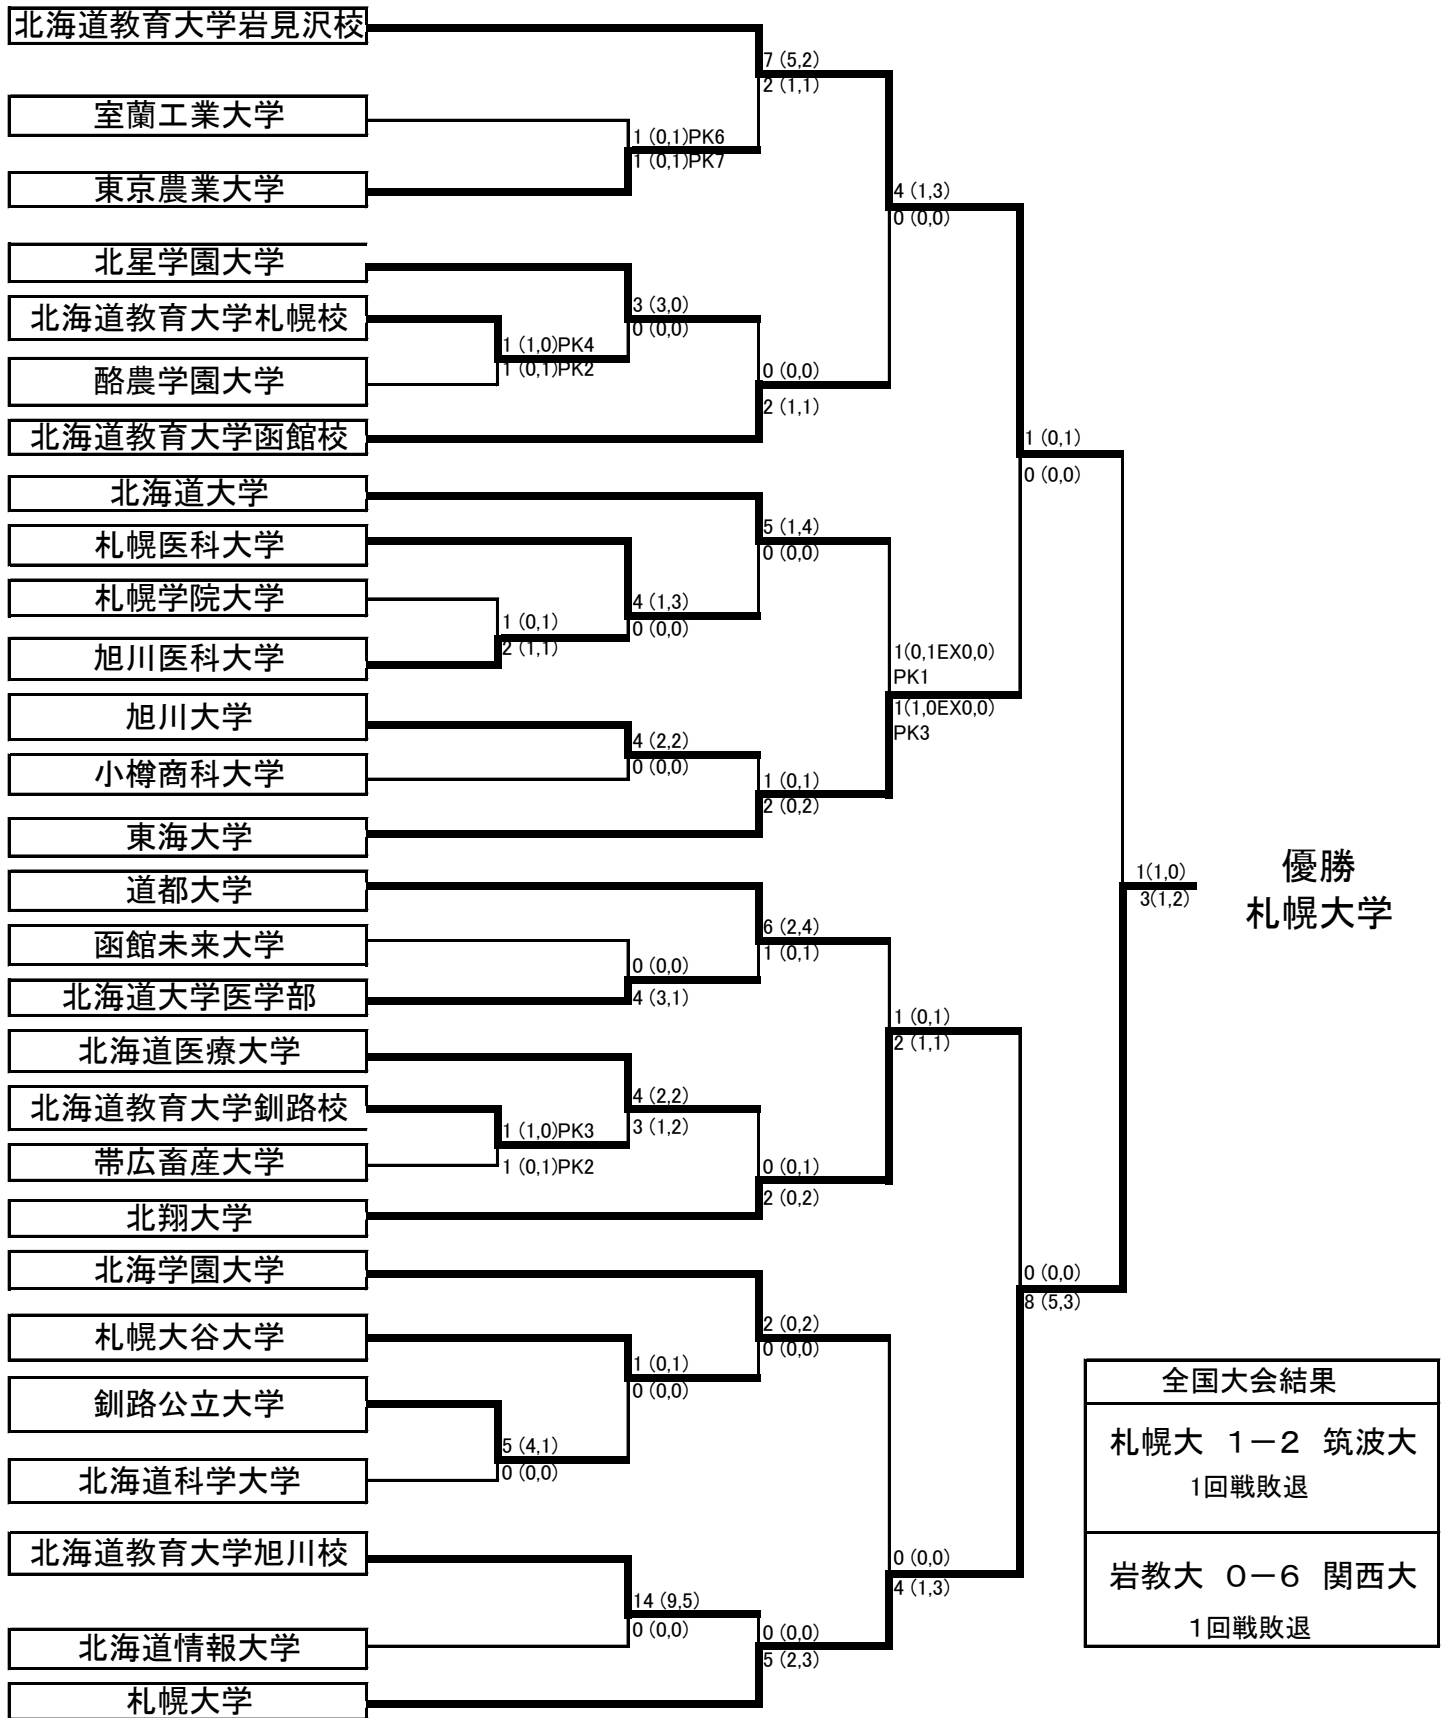 北海道教育大学岩見沢校
7 (5,2)
2 (1,1)
室蘭工業大学
1 (0,1)PK6
1 (0,1)PK7
東京農業大学
4 (1,3)
0 (0,0)
北星学園大学
3 (3,0)
0 (0,0)
北海道教育大学札幌校
1 (1,0)PK4
1 (0,1)PK2
酪農学園大学
0 (0,0)
2 (1,1)
北海道教育大学函館校
1 (0,1)
0 (0,0)
北海道大学
5 (1,4)
0 (0,0)
札幌医科大学
札幌学院大学
4 (1,3)
0 (0,0)
1 (0,1)
2 (1,1)
旭川医科大学
1(0,1EX0,0)
PK1
1(1,0EX0,0)
PK3
旭川大学
4 (2,2)
0 (0,0)
小樽商科大学
1 (0,1)
2 (0,2)
東海大学
道都大学
1(1,0)
3(1,2)
優勝
札幌大学
6 (2,4)
1 (0,1)
函館未来大学
0 (0,0)
4 (3,1)
北海道大学医学部
1 (0,1)
2 (1,1)
北海道医療大学
4 (2,2)
3 (1,2)
北海道教育大学釧路校
1 (1,0)PK3
1 (0,1)PK2
帯広畜産大学
0 (0,1)
2 (0,2)
北翔大学
北海学園大学
0 (0,0)
8 (5,3)
2 (0,2)
0 (0,0)
札幌大谷大学
1 (0,1)
0 (0,0)
釧路公立大学
5 (4,1)
0 (0,0)
北海道科学大学
北海道教育大学旭川校
0 (0,0)
4 (1,3)
14 (9,5)
0 (0,0)
北海道情報大学
0 (0,0)
5 (2,3)
札幌大学
全国大会結果
札幌大 1－2 筑波大
1回戦敗退
岩教大 0－6 関西大
1回戦敗退